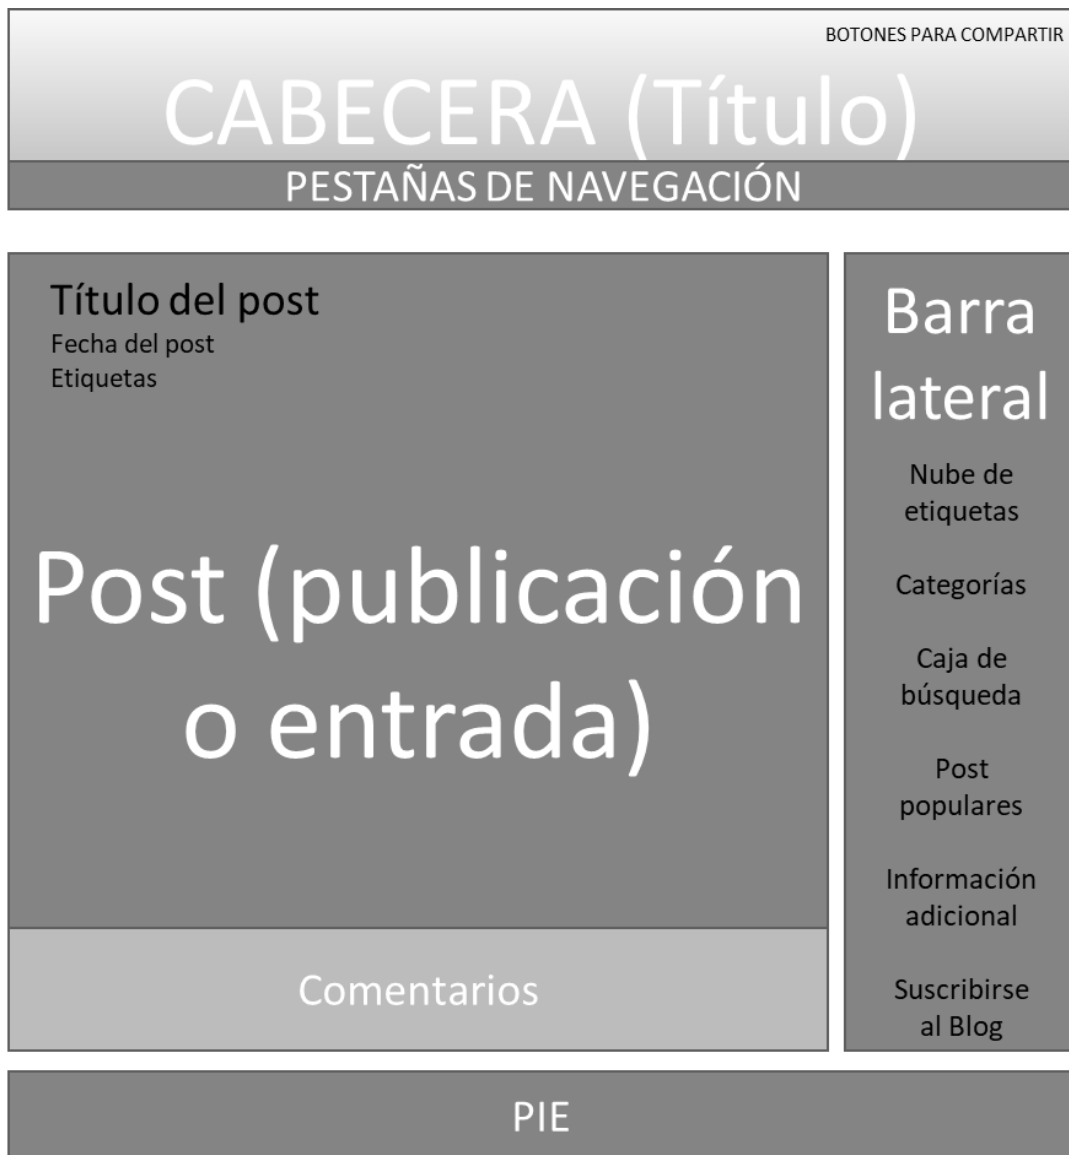 BOTONES PARA COMPARTIR
CABECERA (Título)
PESTAÑAS DE NAVEGACIÓN
Título del post
Fecha del post
Etiquetas
Post (publicación
o entrada)
Comentarios
Barra
lateral
Nube de
etiquetas
Categorías
Caja de
búsqueda
Post
populares
Información
adicional
Suscribirse
al Blog
PIE